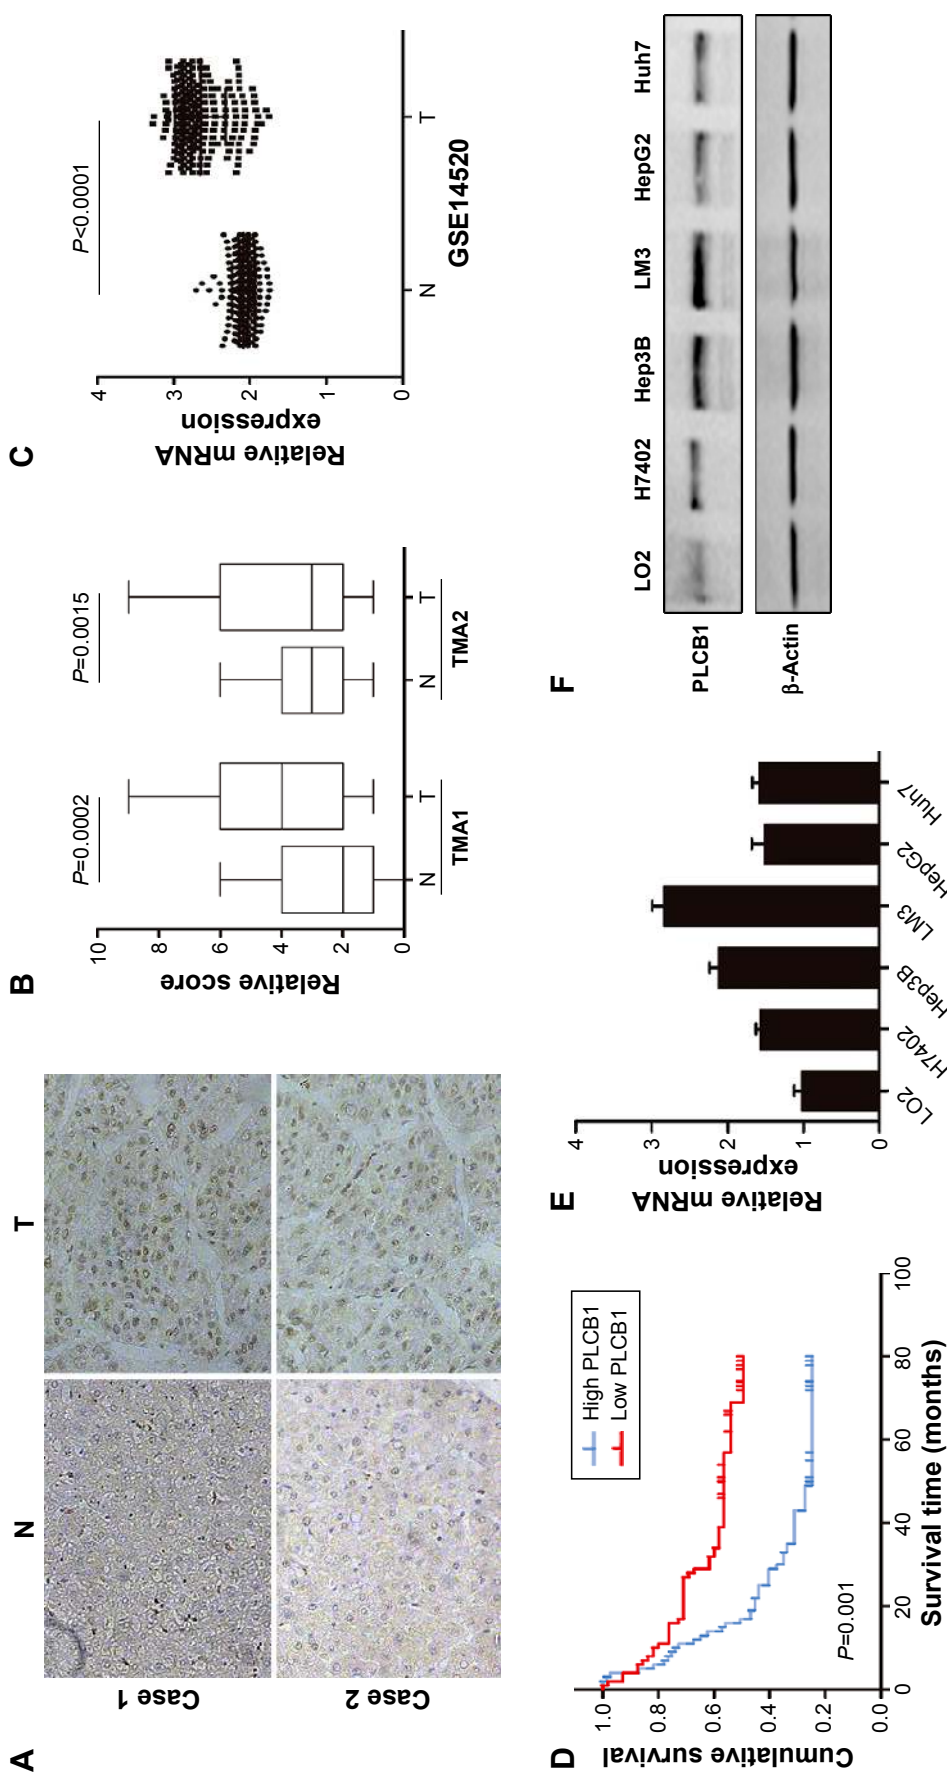 A
N
T
Case 1
Case 2
B
Relative score
10
8
6
4
2
0
P=0.0002
P=0.0015
N
T
N
T
TMA1
TMA2
C
Relative mRNA
expression
4
3
2
1
0
P<0.0001
N
T
GSE14520
D
Cumulative survival
1.0
0.8
0.6
0.4
0.2
0.0
High PLCB1
Low PLCB1
P=0.001
0
20
40
60
80
100
Survival time (months)
E
Relative mRNA
expression
4
3
2
1
0
LO2
H7402
Hep3B
LM3
HepG2
Huh7
F
LO2
H7402
Hep3B
LM3
HepG2
Huh7
PLCB1
β-Actin